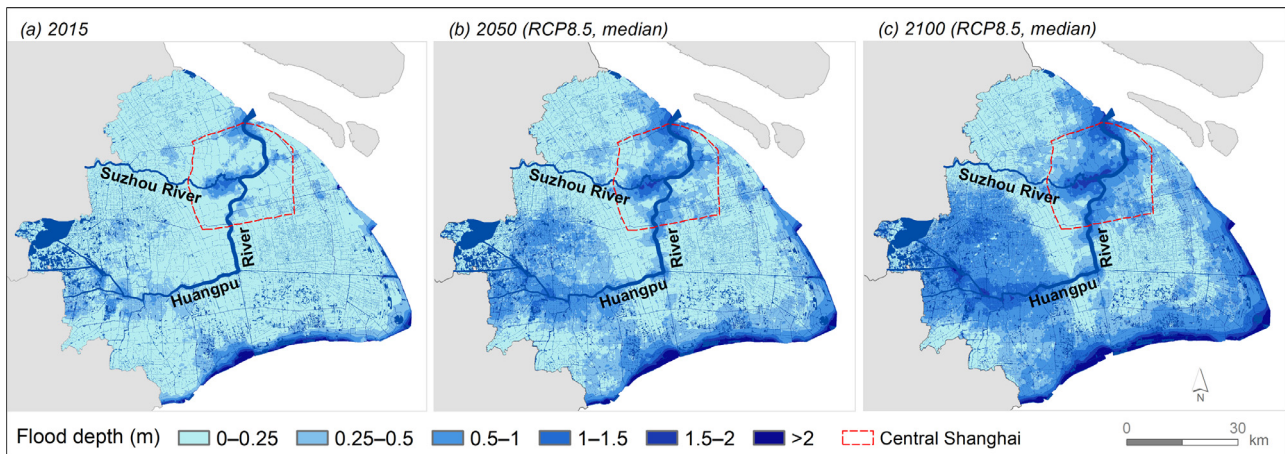 (a) 2015
(b) 2050 (RCP8.5, median)
(c) 2100 (RCP8.5, median)
Suzhou River
Huangpu River
Suzhou River
Huangpu River
Suzhou River
Huangpu River
N
Flood depth (m) 0–0.25 0.25–0.5 0.5–1 1–1.5 1.5–2 >2 Central Shanghai
0 30
km